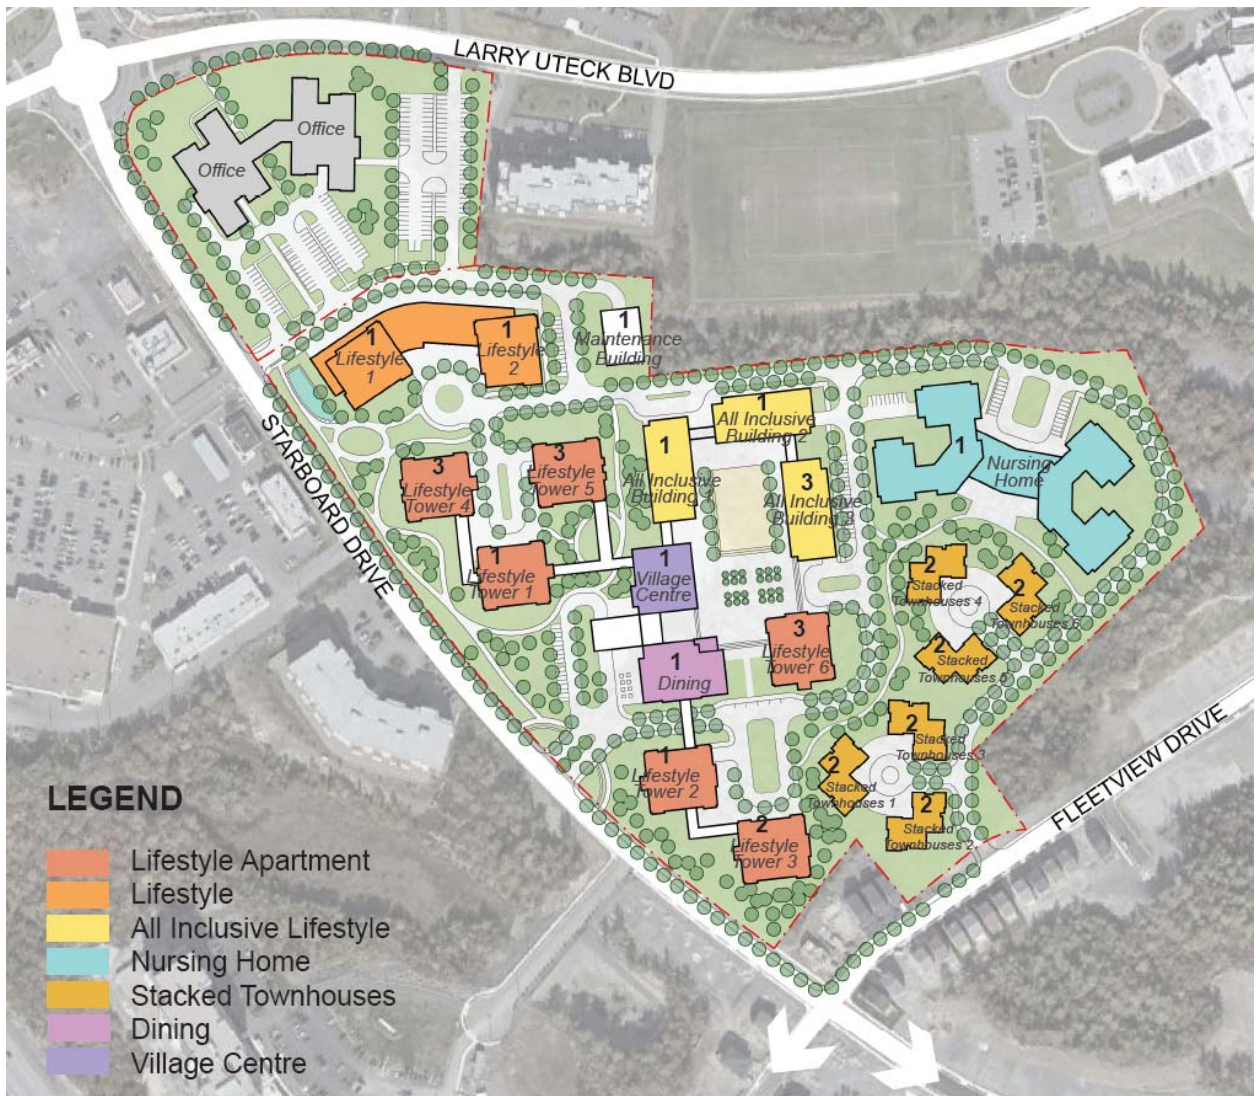 LARRY UTECK BLVD
Office
Office
1
Lifestyle
1
1
Lifestyle
2
1
Maintenance
Building
STARBOARD DRIVE
1
All Inclusive
Building 2
1
All Inclusive
Building 1
3
All Inclusive
Building 3
1
Nursing
Home
3
Lifestyle
Tower 4
3
Lifestyle
Tower 5
1
Lifestyle
Tower 1
1
Village
Centre
2
Stacked
Townhouses 4
2
Stacked
Townhouses 6
2
Stacked
Townhouses 5
1
Dining
3
Lifestyle
Tower 6
2
Stacked
Townhouses 3
2
Stacked
Townhouses 1
2
Stacked
Townhouses 2
1
Lifestyle
Tower 2
2
Lifestyle
Tower 3
FLEETVIEW DRIVE
LEGEND
Lifestyle Apartment
Lifestyle
All Inclusive Lifestyle
Nursing Home
Stacked Townhouses
Dining
Village Centre